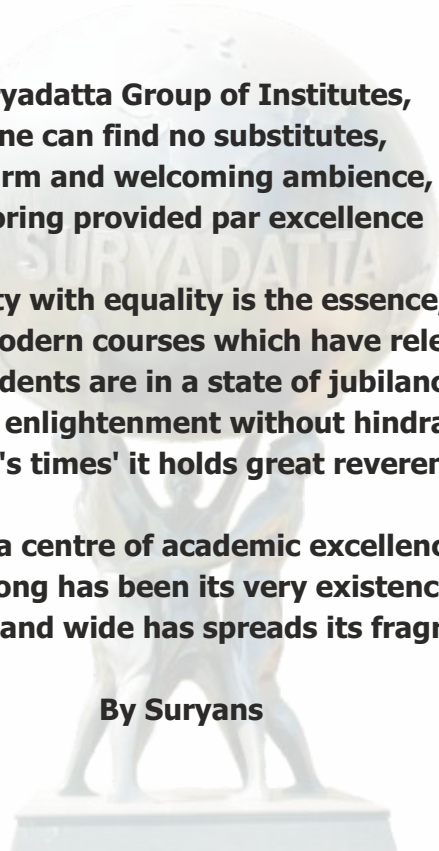 yadatta Group of Institutes,
ne can find no substitutes,
rm and welcoming ambience,
oring provided par excellence
SURYADATTA
ty with equality is the essence,
odern courses which have rele
dents are in a state of jubilanc
enlightenment without hindra
's times' it holds great reveren
a centre of academic excellenc
ong has been its very existenc
and wide has spreads its fragr
By Suryans